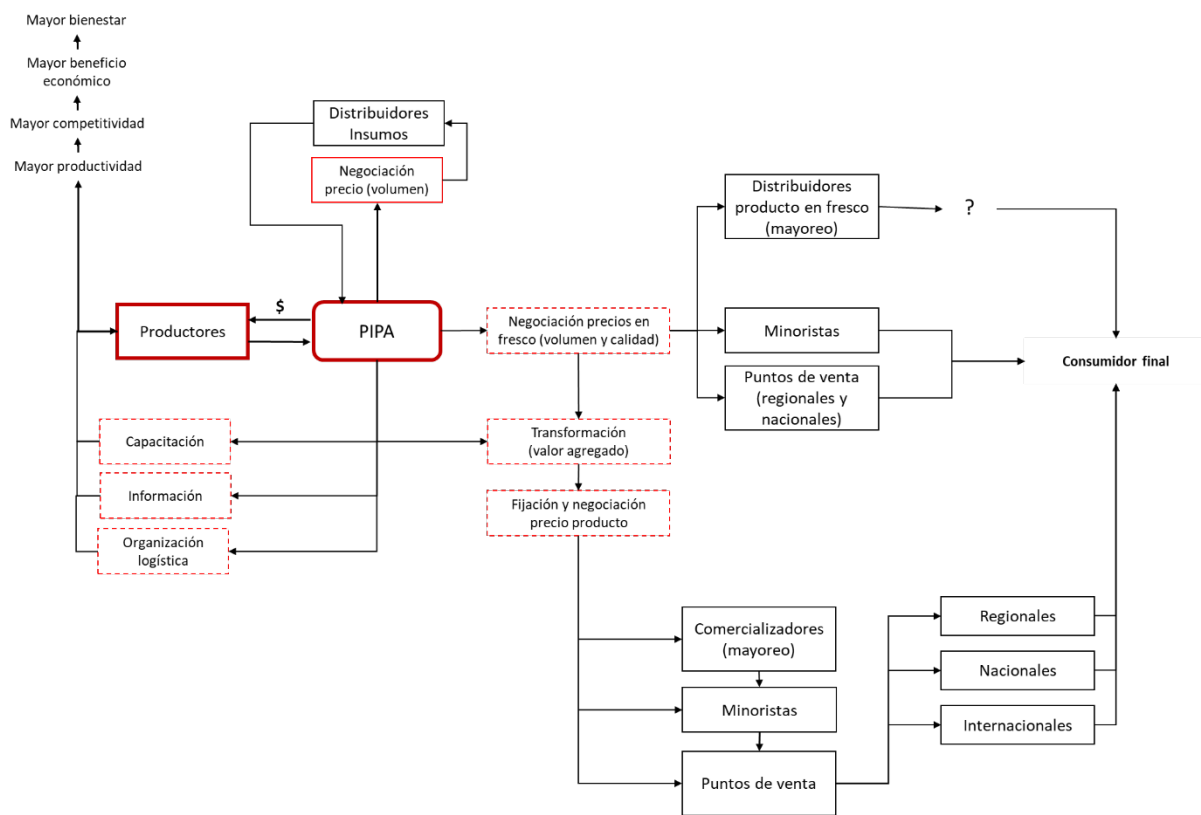 Mayor bienestar
Mayor beneficio
económico
Mayor competitividad
Mayor productividad
Distribuidores
Insumos
Negociación
precio (volumen)
$
Productores
PIPA
Capacitación
Información
Organización
logística
Negociación precios en
fresco (volumen y calidad)
Transformación
(valor agregado)
Fijación y negociación
precio producto
Distribuidores
producto en fresco
(mayoreo)
?
Minoristas
Puntos de venta
(regionales y
nacionales)
Consumidor final
Comercializadores
(mayoreo)
Minoristas
Puntos de venta
Regionales
Nacionales
Internacionales